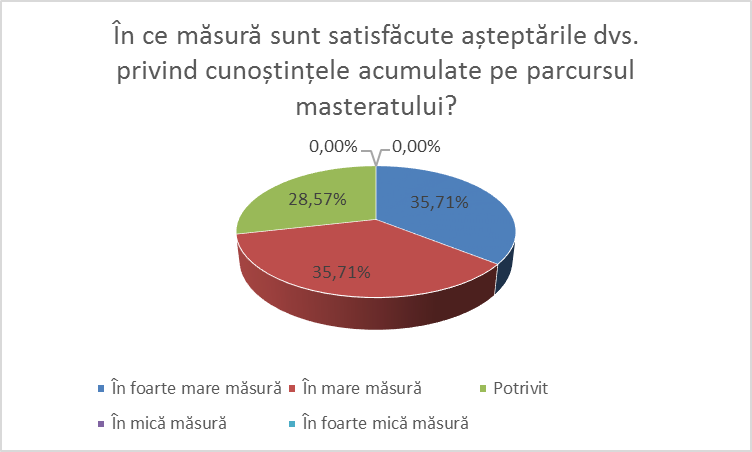 În ce măsură sunt satisfăcute așteptările dvs.
privind cunoștințele acumulate pe parcursul
masteratului?
0,00% 0,00%
28,57% 35,71%
35,71%
În foarte mare măsură În mare măsură Potrivit
În mică măsură În foarte mică măsură